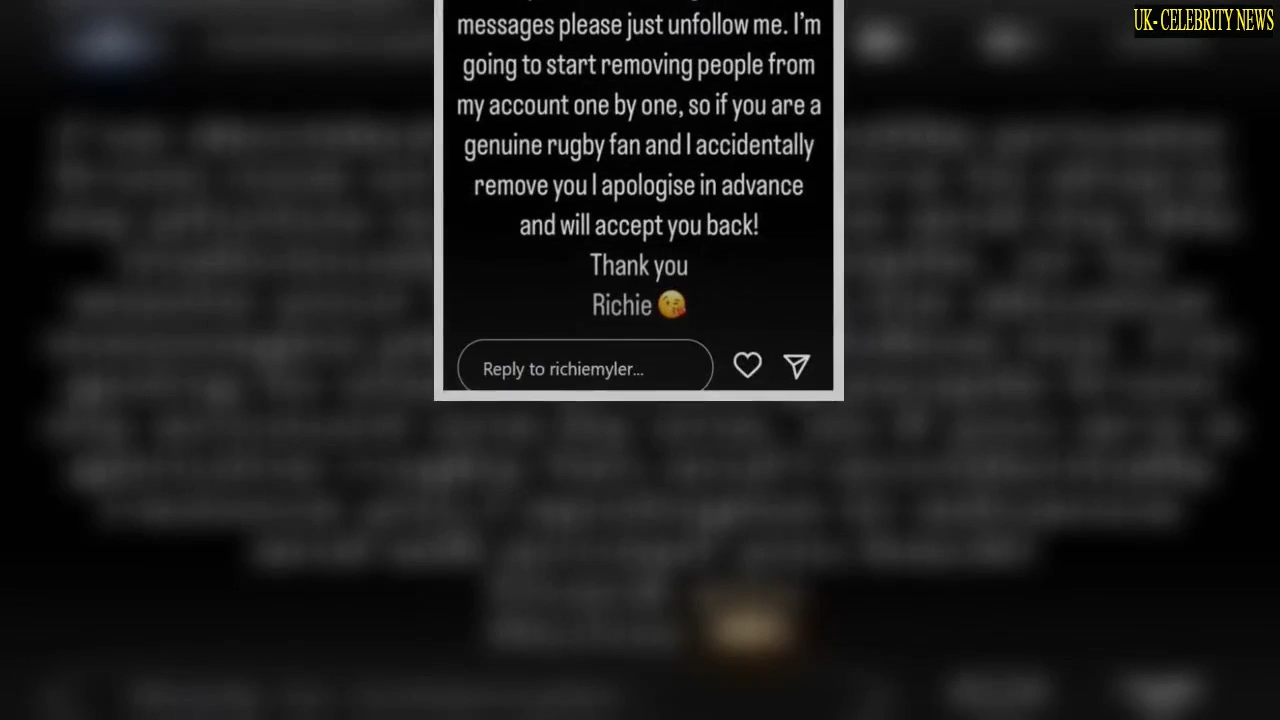 UK- CELEBRITY NEWS
messages please just unfollow me. I'm
going to start removing people from
my account one by one, so if you are a
genuine rugby fan and I accidentally
remove you I apologise in advance
and will accept you back!
Thank you
Richie 😘
Reply to richiemyler...